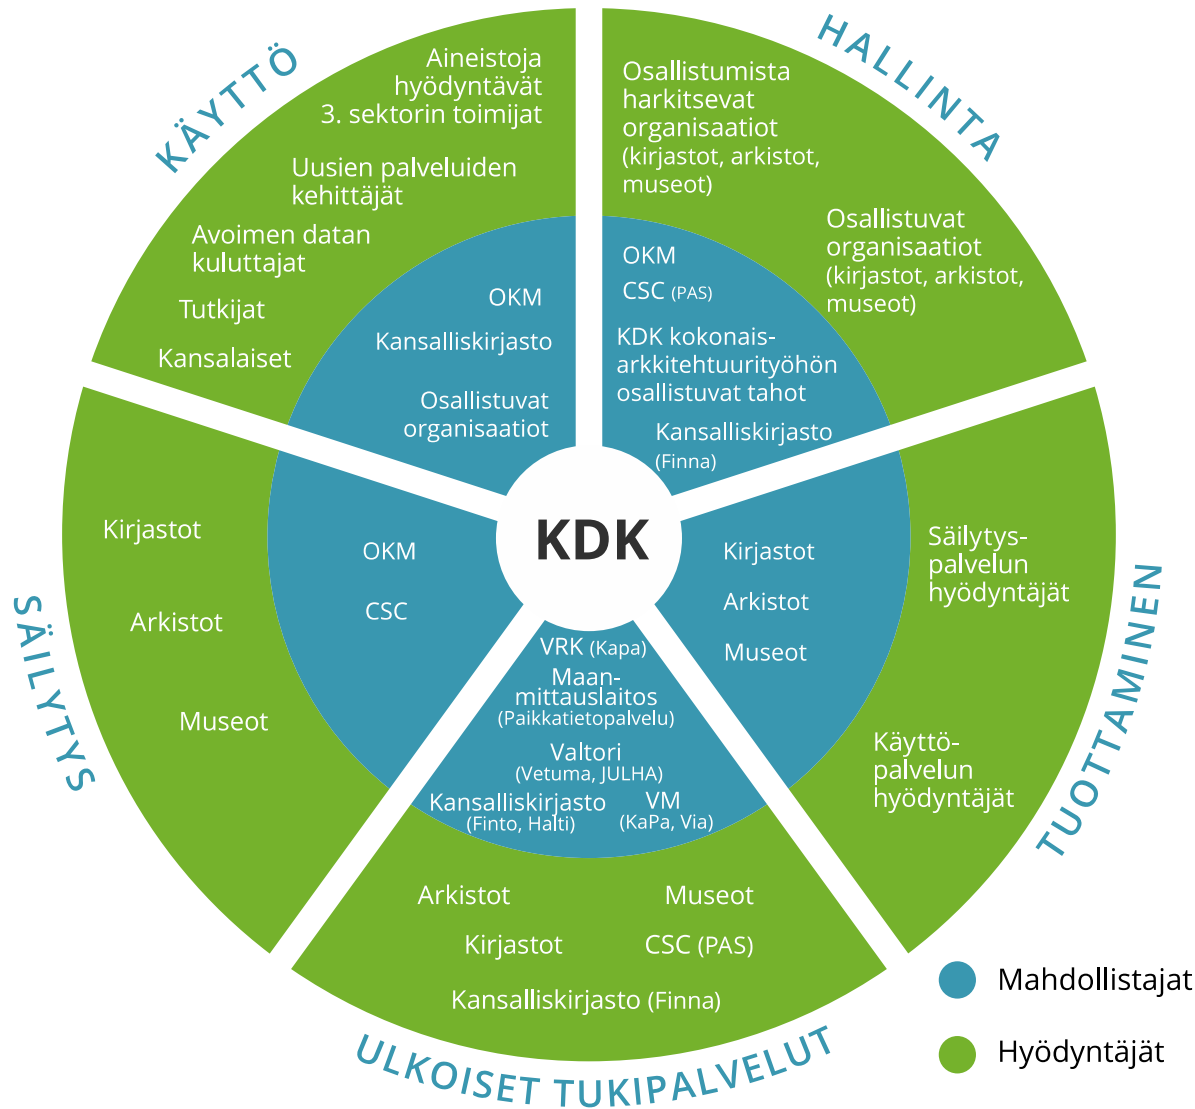 KÄYTTÖ
Aineistoja
hyödyntävät
3. sektorin toimijat
Uusien palveluiden
kehittäjät
Avoimen datan
kuluttajat
Tutkijat
Kansalaiset
OKM
Kansalliskirjasto
Osallistuvat
organisaatiot
HALLINTA
Osallistumista
harkitsevat
organisaatiot
(kirjastot, arkistot,
museot)
Osallistuvat
organisaatiot
(kirjastot, arkistot,
museot)
OKM
CSC (PAS)
KDK kokonais-
arkkitehtuurityöhön
osallistuvat tahot
Kansalliskirjasto
(Finna)
KDK
SÄILYTYS
Kirjastot
Arkistot
Museot
OKM
CSC
TUOTTAMINEN
Kirjastot
Arkistot
Museot
Säilytys-
palvelun
hyödyntäjät
Käyttö-
palvelun
hyödyntäjät
VRK (Kapa)
Maan-
mittauslaitos
(Paikkatietopalvelu)
Valtori
(Vetuma, JULHA)
Kansalliskirjasto
(Finto, Halti)
VM
(KaPa, Via)
Arkistot
Museot
Kirjastot
CSC (PAS)
Kansalliskirjasto (Finna)
ULKOISET TUKIPALVELUT
Mahdollistajat
Hyödyntäjät